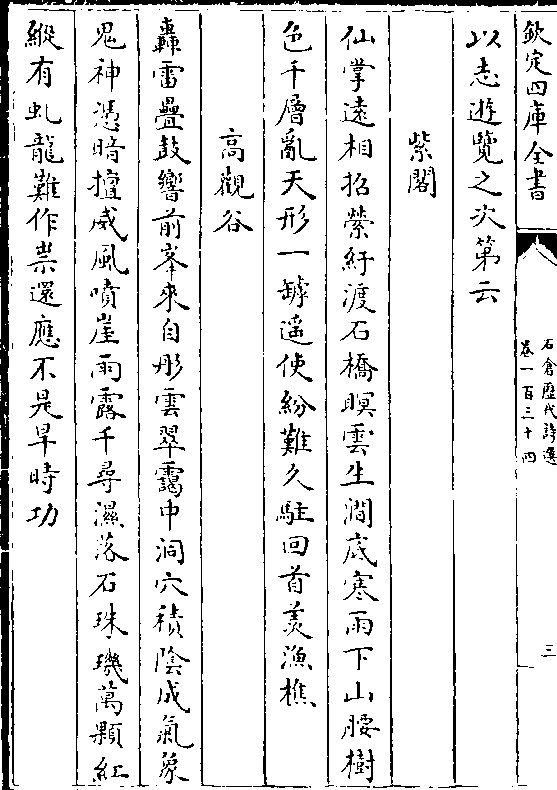 欽定四庫全書
石倉歷代詩選
卷一百三十四
三
以志遊覽之次第云
紫閣
仙掌遠相招縈紆渡石橋暝雲生澗底寒雨下山腰樹
色千層亂天形一罅遥使紛難久駐回首羨漁樵
高觀谷
轟雷疊鼓響前峯來自彤雲翠靄中洞穴積陰成氣象
鬼神憑暗擅威風噴崖雨露千尋濕落石珠璣萬顆紅
縱有虬龍難作祟還應不是旱時功